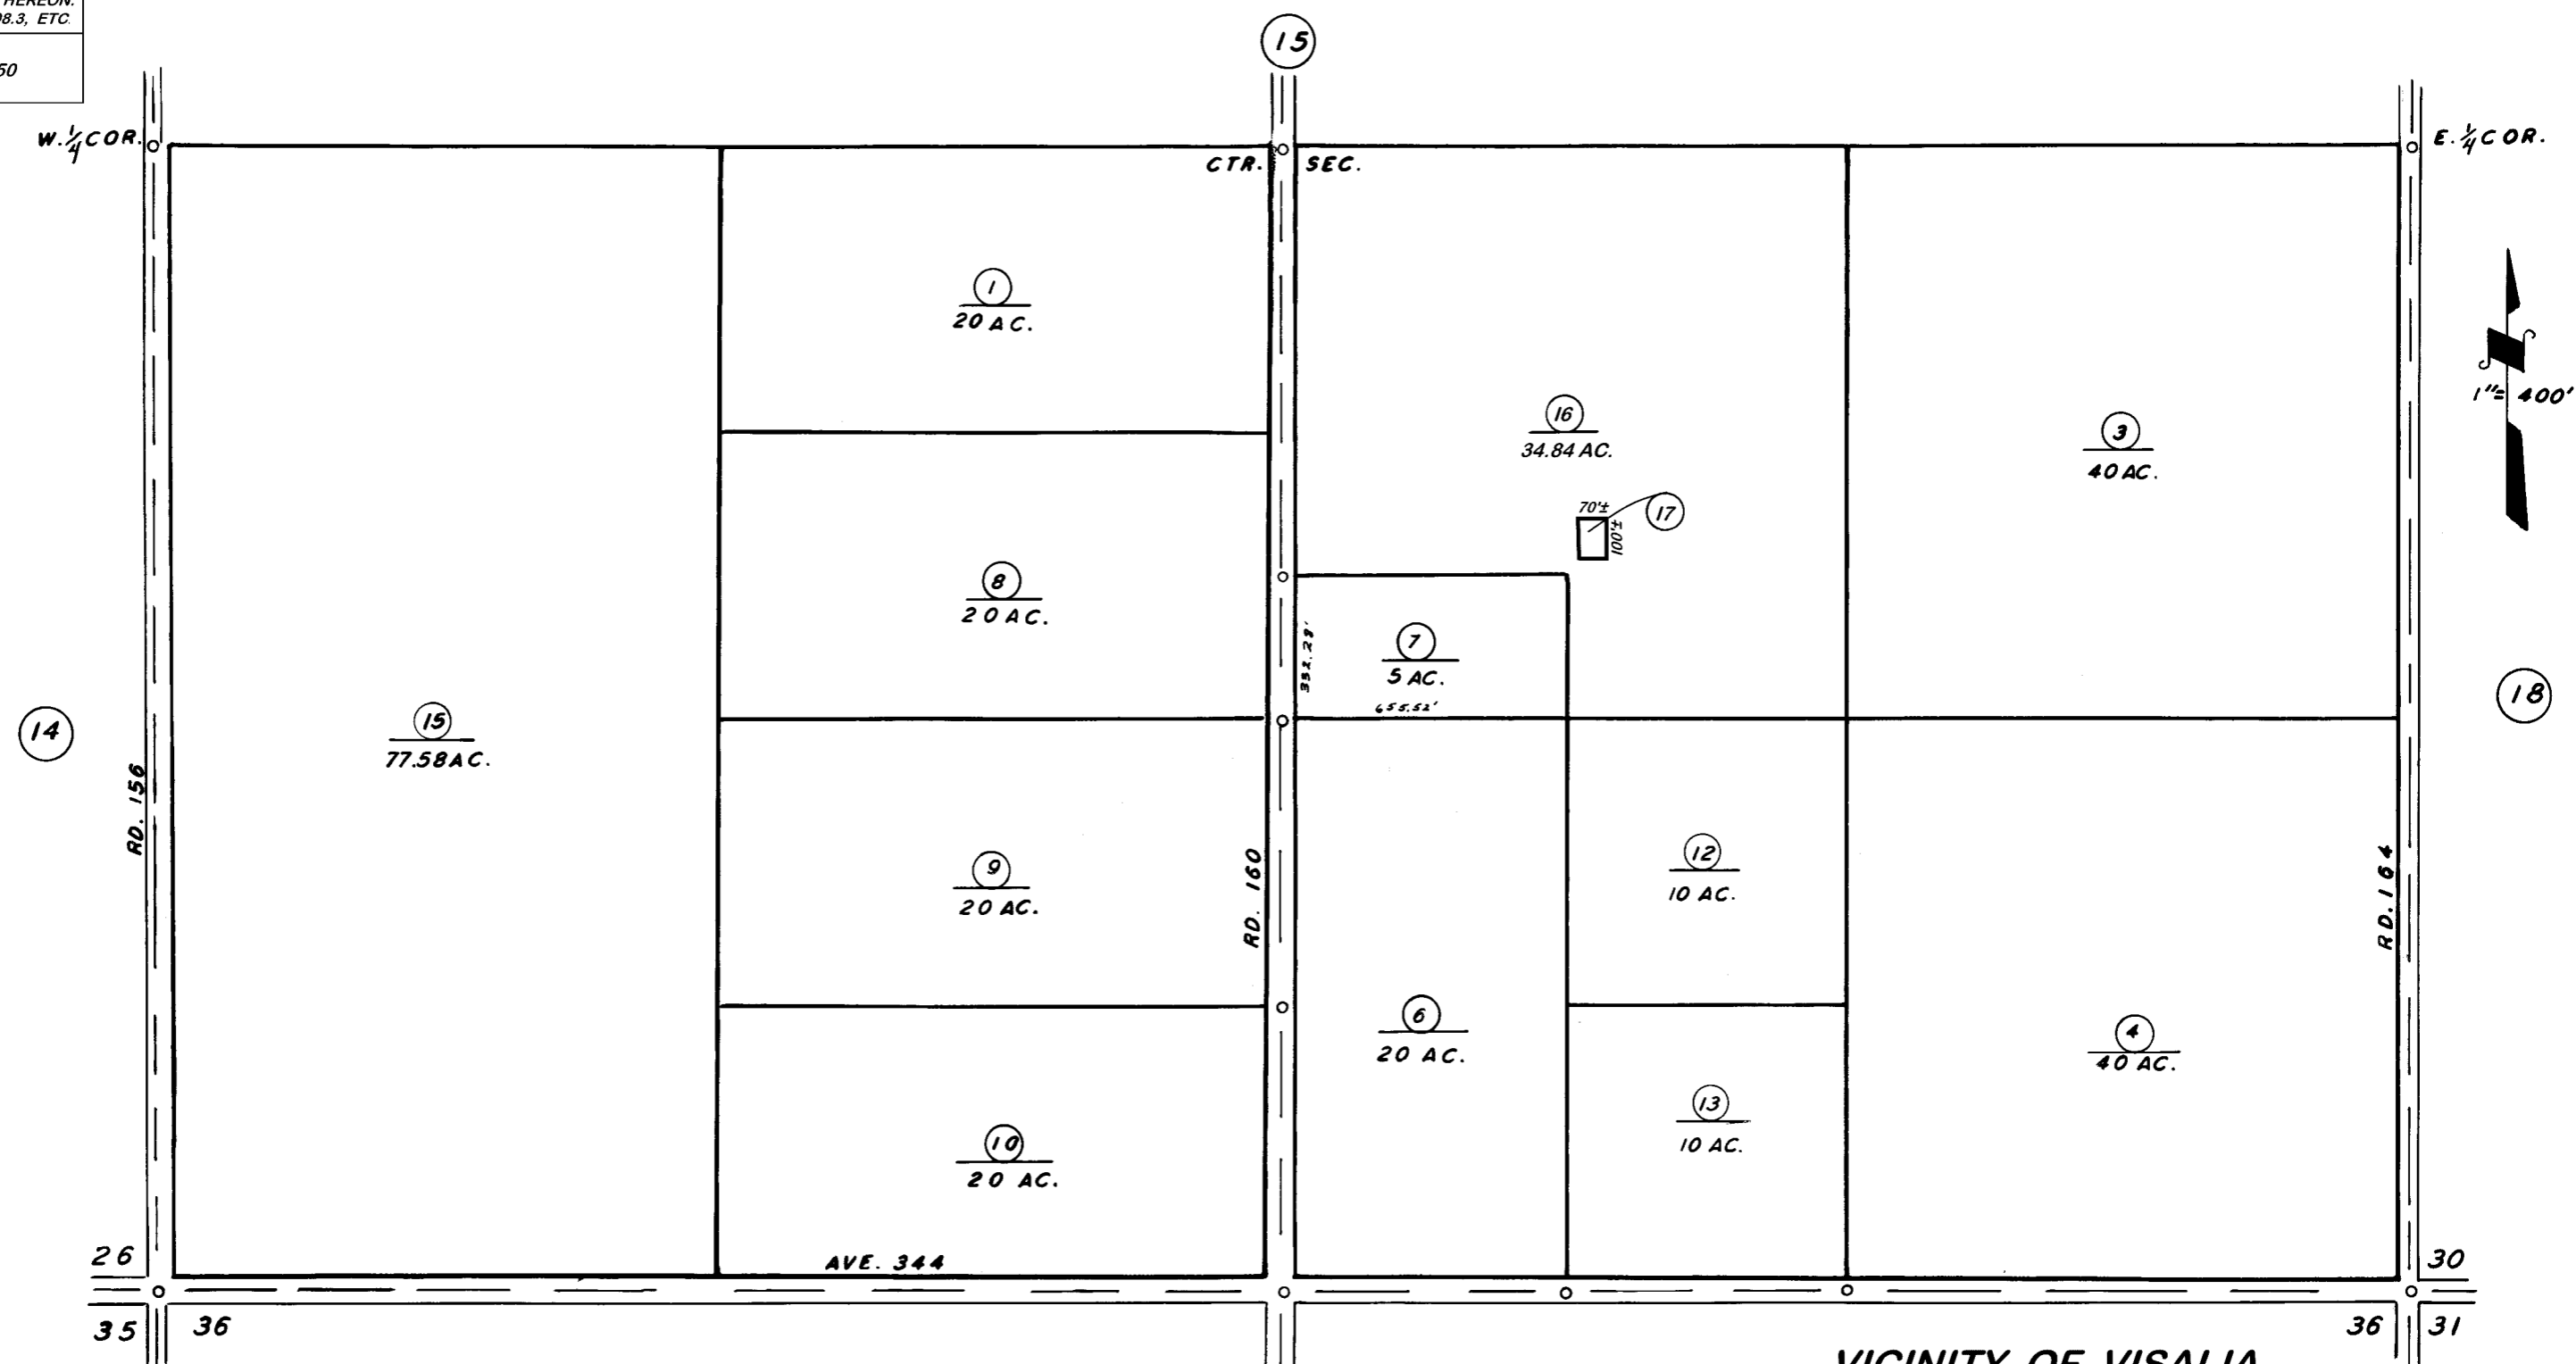 HEREON.
98.3, ETC.
50
15
W. 1/4 COR.
E. 1/4 COR.
CTR. SEC.
1
20 AC.
16
34.84 AC.
3
40 AC.
1"= 400'
70'±
100'±
17
8
20 AC.
7
5 AC.
332.29'
655.52'
14
15
77.58 AC.
18
RD. 156
RD. 160
RD. 164
9
20 AC.
12
10 AC.
6
20 AC.
4
40 AC.
10
20 AC.
13
10 AC.
26
AVE. 344
30
35 36
36 31
VICINITY OF VISALIA